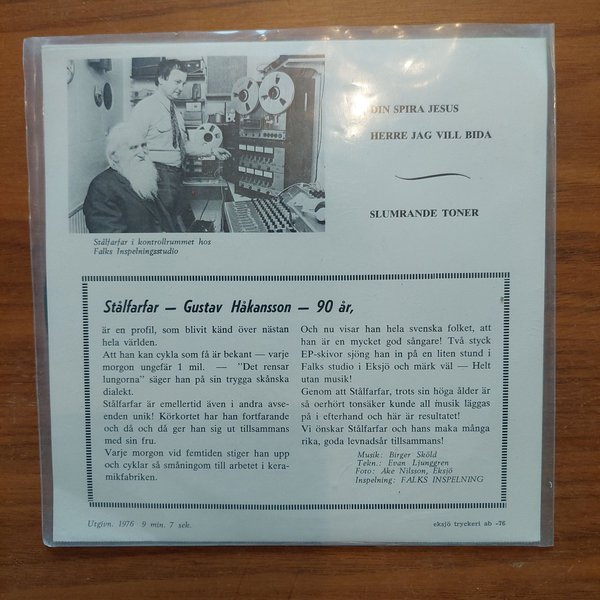 DIN SPIRA JESUS
HERRE JAG VILL BIDA
SLUMRANDE TONER
Stålfarfar i kontrollrummet hos
Falks Inspelningsstudio
Stålfarfar — Gustav Håkansson — 90 år,
är en profil, som blivit känd över nästan
hela världen.
Att han kan cykla som få är bekant — varje
morgon ungefär 1 mil. — "Det rensar
lungorna" säger han på sin trygga skånska
dialekt.
Stålfarfar är emellertid även i andra avse-
enden unik! Körkortet har han fortfarande
och då och då ger han sig ut tillsammans
med sin fru.
Varje morgon vid femtiden stiger han upp
och cyklar så småningom till arbetet i kera-
mikfabriken.
Och nu visar han hela svenska folket, att
han är en mycket god sångare! Två styck
EP-skivor sjöng han in på en liten stund i
Falks studio i Eksjö och märk väl — Helt
utan musik!
Genom att Stålfarfar, trots sin höga ålder är
så oerhört tonsäker kunde all musik läggas
på i efterhand och här är resultatet!
Vi önskar Stålfarfar och hans maka många
rika, goda levnadsår tillsammans!
Musik: Birger Sköld
Tekn.: Evan Ljunggren
Foto: Åke Nilsson, Eksjö
Inspelning: FALKS INSPELNING
Utgivn. 1976 9 min. 7 sek.
eksjö tryckeri ab -76